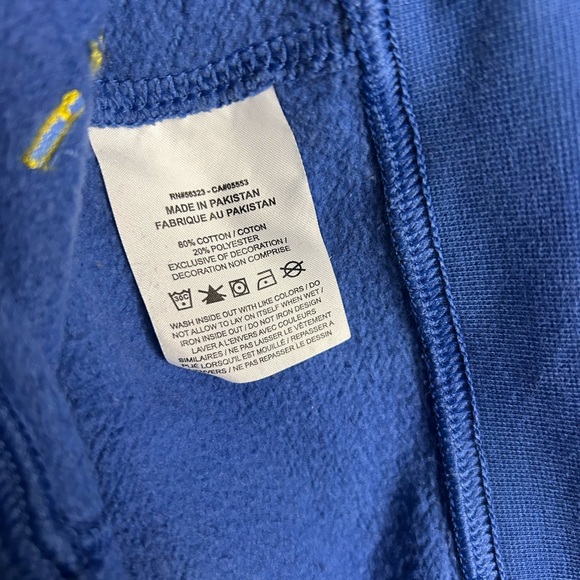 RN#56323 - CA#05553
MADE IN PAKISTAN
FABRIQUE AU PAKISTAN
80% COTTON / COTON
20% POLYESTER
EXCLUSIVE OF DECORATION /
DECORATION NON COMPRISE
30C
WASH INSIDE OUT WITH LIKE COLORS / DO
NOT ALLOW TO LAY ON ITSELF WHEN WET /
IRON INSIDE OUT / DO NOT IRON DESIGN
LAVER A L'ENVERS AVEC COULEURS
SIMILAIRES / NE PAS LAISSER LE VÊTEMENT
LORSQU'IL EST MOUILLÉ / REPASSER A
/ NE PAS REPASSER LE DESSIN